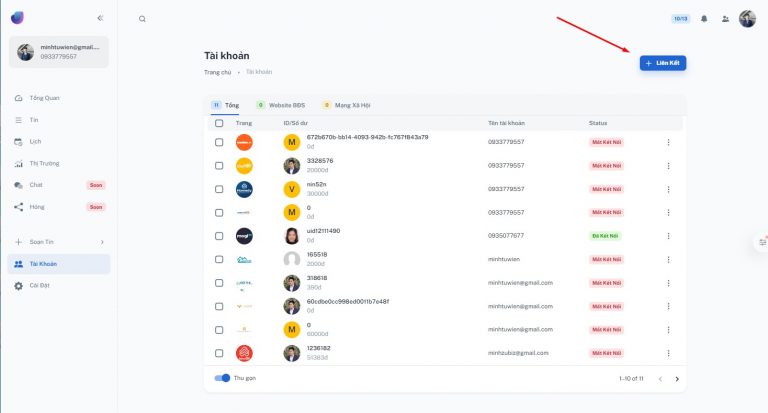 minhtuwien@gmail....
0933779557
10/13
Tài khoản
Trang chủ • Tài khoản
+ Liên Kết
Tổng Quan
Tin
Lịch
Thị Trường
Chat Soon
Hóng Soon
Soạn Tin
Tài Khoản
Cài Đặt
11 Tổng 0 Website BĐS 0 Mạng Xã Hội
Trang ID/Số dư Tên tài khoản Status
M 672b670b-bb14-4093-942b-fc767f843a79 0933779557 Mất Kết Nối
0đ
3328576 0933779557 Mất Kết Nối
20000đ
V nin52n 0933779557 Mất Kết Nối
30000đ
M 0 0933779557 Mất Kết Nối
0đ
uid12111490 0935077677 Đã Kết Nối
0đ
165518 minhtuwien Mất Kết Nối
2000đ
318618 minhtuwien@gmail.com Mất Kết Nối
390đ
60cdbe0cc998ed0011b7e48f minhtuwien@gmail.com Mất Kết Nối
0đ
M 0 minhtuwien@gmail.com Mất Kết Nối
60000đ
1236182 minhzubiz@gmail.com Mất Kết Nối
51383đ
Thu gọn 1–10 of 11